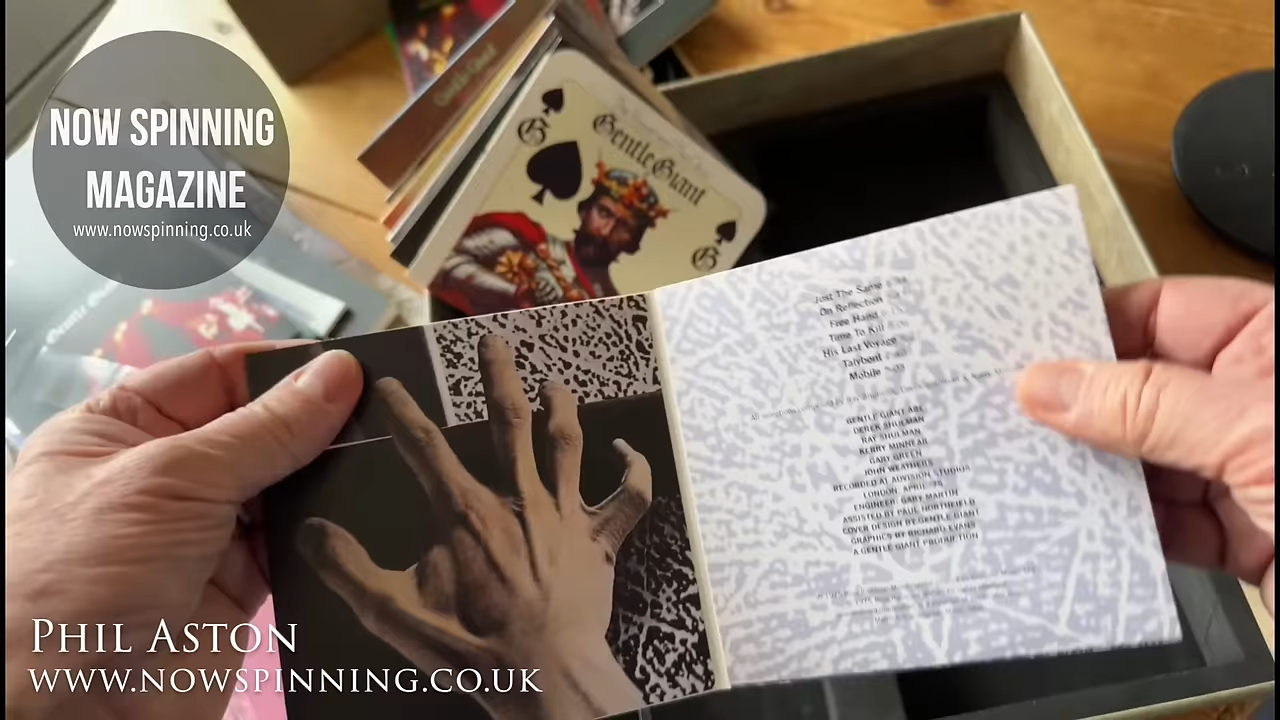 NOW SPINNING
MAGAZINE
www.nowspinning.co.uk
G
Gentle Giant
G
Just The Same
On Reflection
Free Hand
Time To Kill
His Last Voyage
Talybont
Mobile
GENTLE GIANT ARE
DEREK SHULMAN
RAY SHULMAN
KERRY MINNEAR
GARY GREEN
JOHN WEATHERS
RECORDED AT ADVISION STUDIOS
LONDON APRIL
ENGINEER GARY MARTIN
ASSISTED BY PAUL NORTHFIELD
COVER DESIGN BY GENTLE GIANT
GRAPHICS BY RICHARD EVANS
A GENTLE GIANT PRODUCTION
PHIL ASTON
WWW.NOWSPINNING.CO.UK